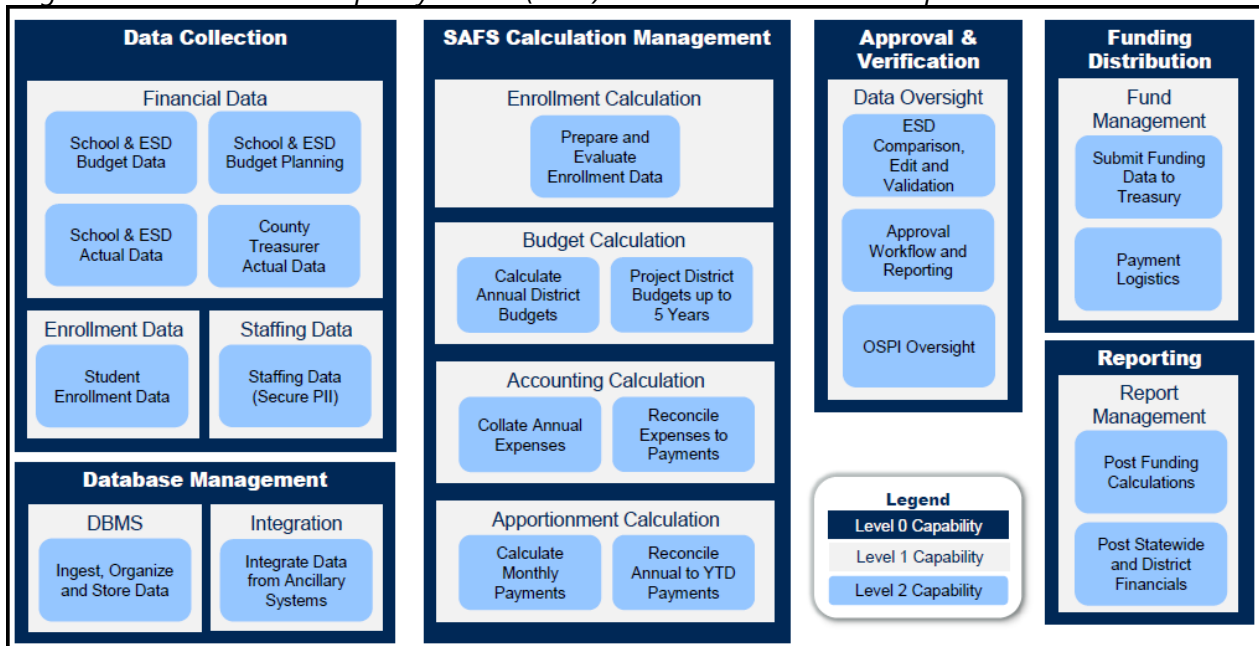 Data Collection
Financial Data
School & ESD
Budget Data
School & ESD
Budget Planning
School & ESD
Actual Data
County
Treasurer
Actual Data
Enrollment Data
Student
Enrollment Data
Staffing Data
Staffing Data
(Secure PII)
Database Management
DBMS
Ingest, Organize
and Store Data
Integration
Integrate Data
from Ancillary
Systems
SAFS Calculation Management
Enrollment Calculation
Prepare and
Evaluate
Enrollment Data
Budget Calculation
Calculate
Annual District
Budgets
Project District
Budgets up to
5 Years
Accounting Calculation
Collate Annual
Expenses
Reconcile
Expenses to
Payments
Apportionment Calculation
Calculate
Monthly
Payments
Reconcile
Annual to YTD
Payments
Approval &
Verification
Data Oversight
ESD
Comparison,
Edit and
Validation
Approval
Workflow and
Reporting
OSPI Oversight
Legend
Level 0 Capability
Level 1 Capability
Level 2 Capability
Funding
Distribution
Fund
Management
Submit Funding
Data to
Treasury
Payment
Logistics
Reporting
Report
Management
Post Funding
Calculations
Post Statewide
and District
Financials